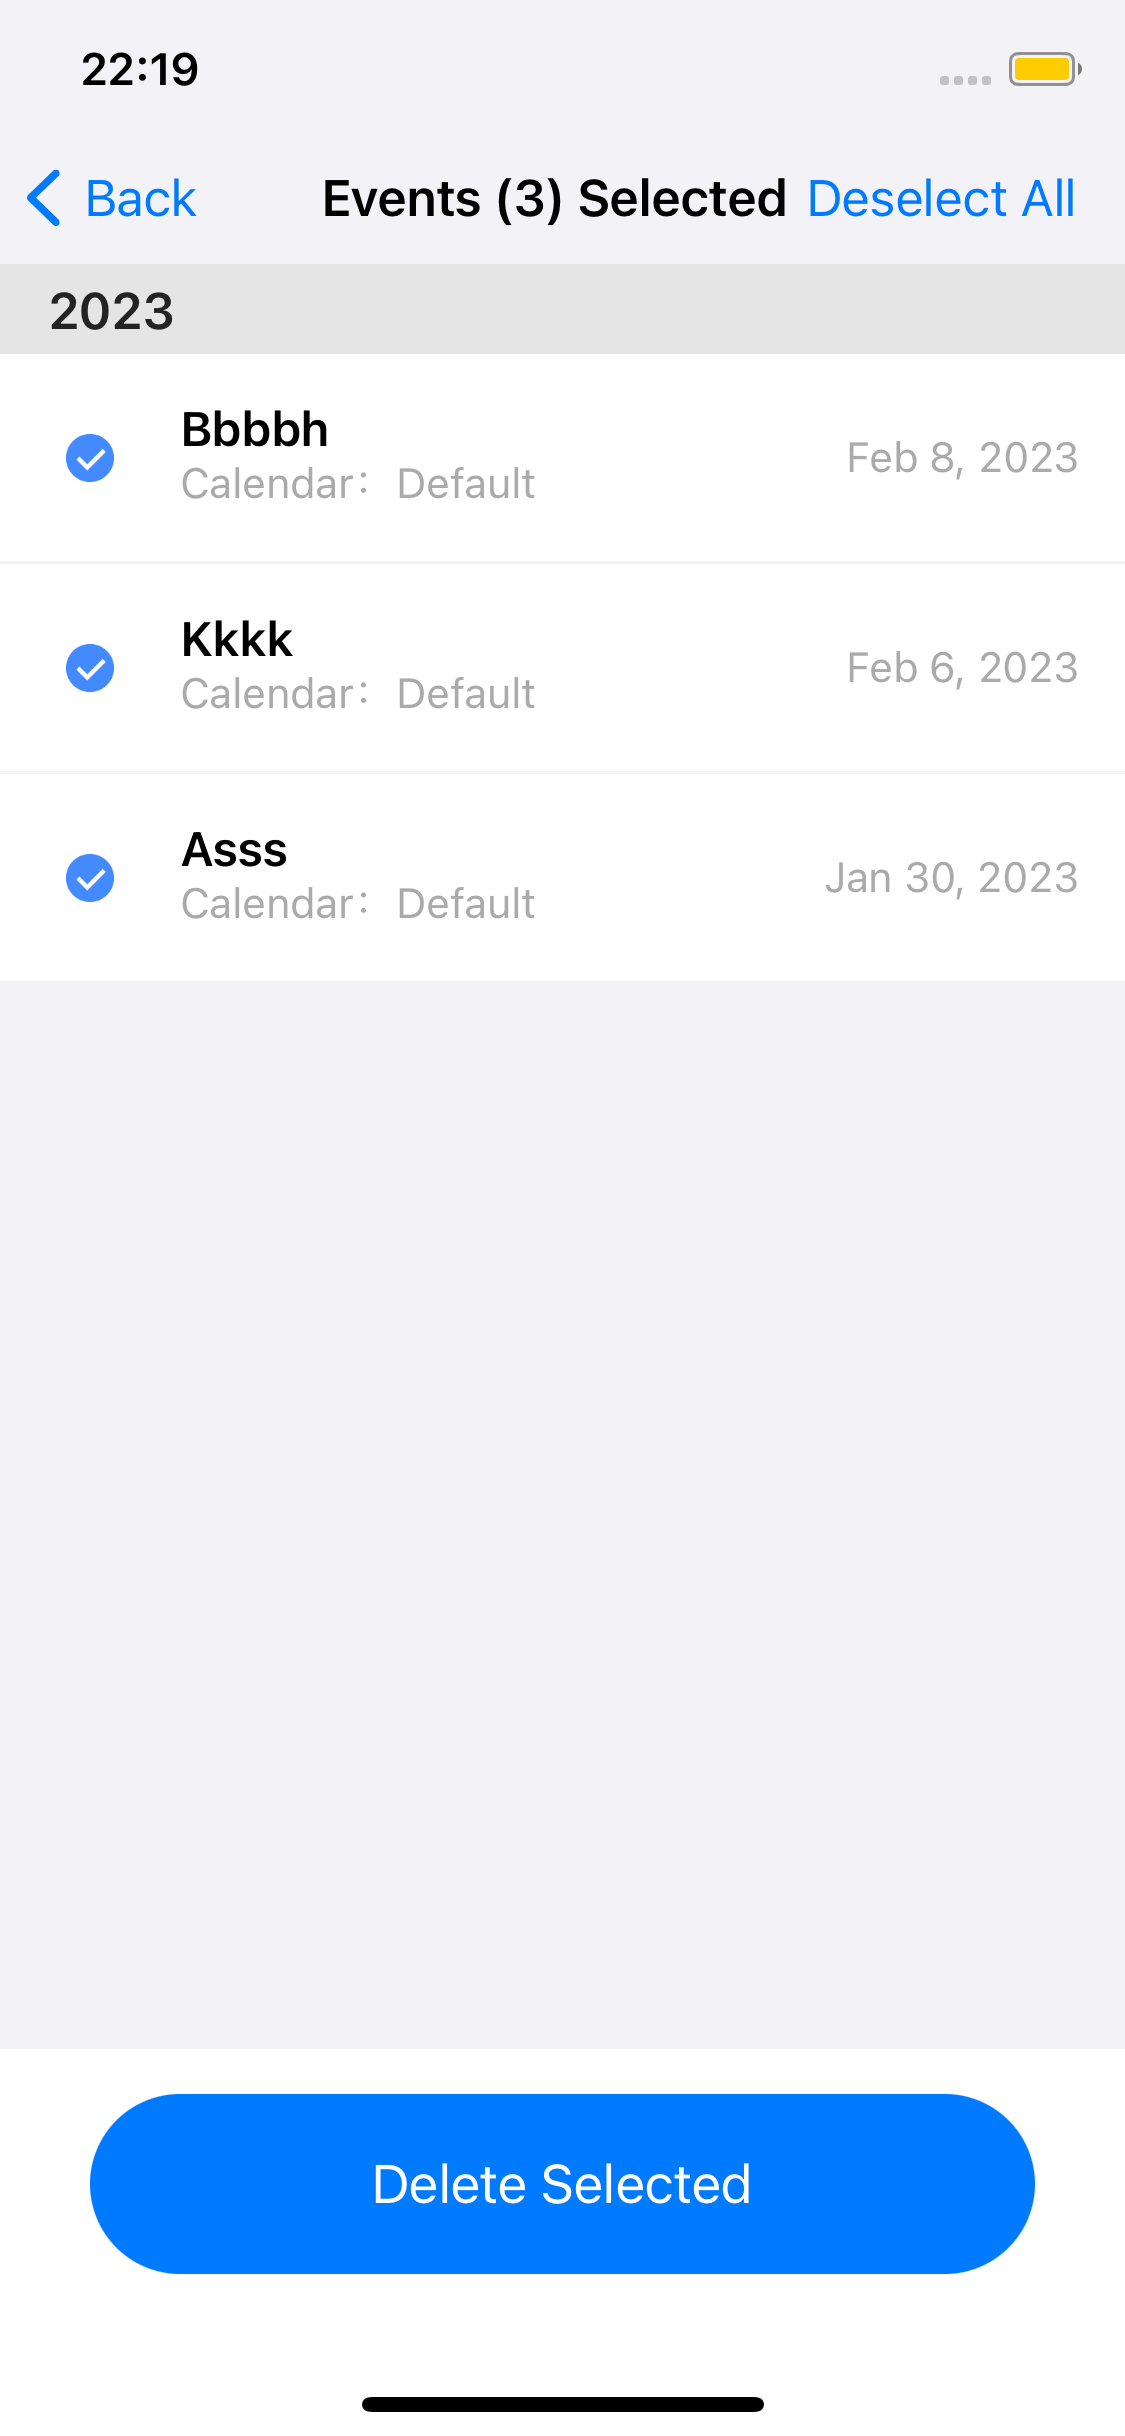 22:19
Back Events (3) Selected Deselect All
2023
Bbbbh
Calendar: Default
Feb 8, 2023
Kkkk
Calendar: Default
Feb 6, 2023
Asss
Calendar: Default
Jan 30, 2023
Delete Selected